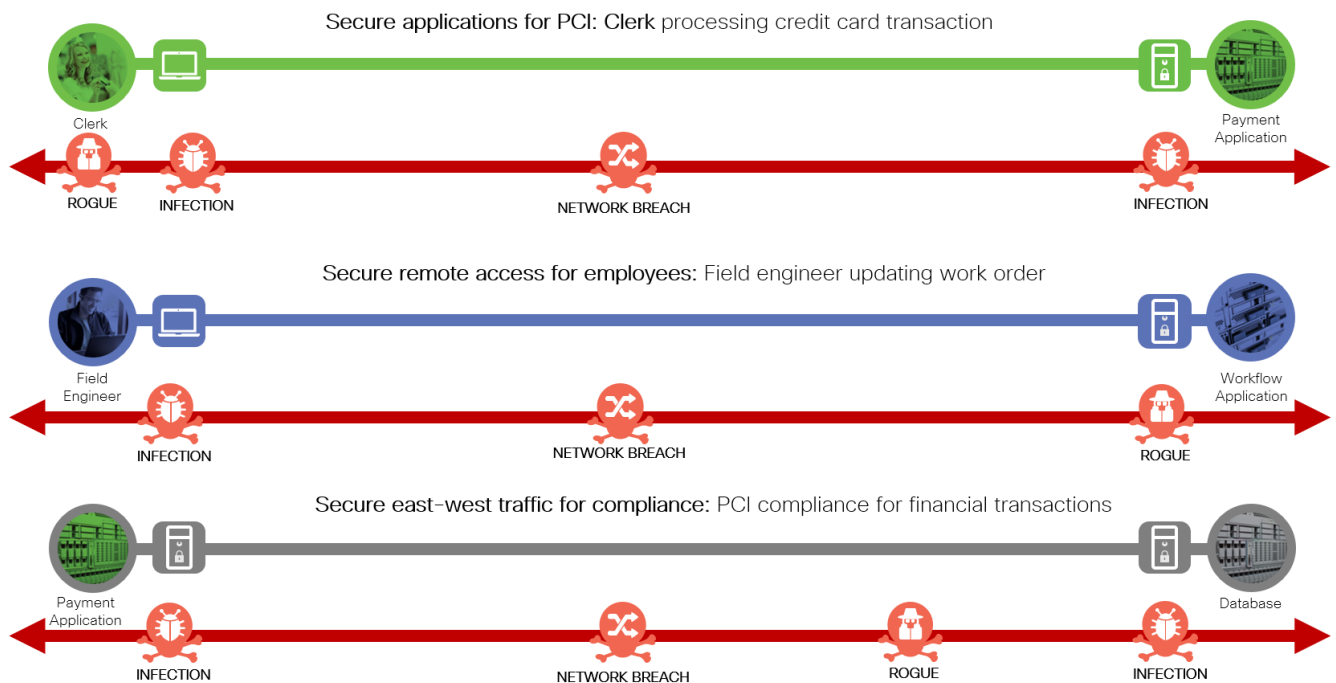 Secure applications for PCI: Clerk processing credit card transaction
Clerk
Payment
Application
ROGUE
INFECTION
NETWORK BREACH
INFECTION
Secure remote access for employees: Field engineer updating work order
Field
Engineer
Workflow
Application
INFECTION
NETWORK BREACH
ROGUE
Secure east-west traffic for compliance: PCI compliance for financial transactions
Payment
Application
Database
INFECTION
NETWORK BREACH
ROGUE
INFECTION